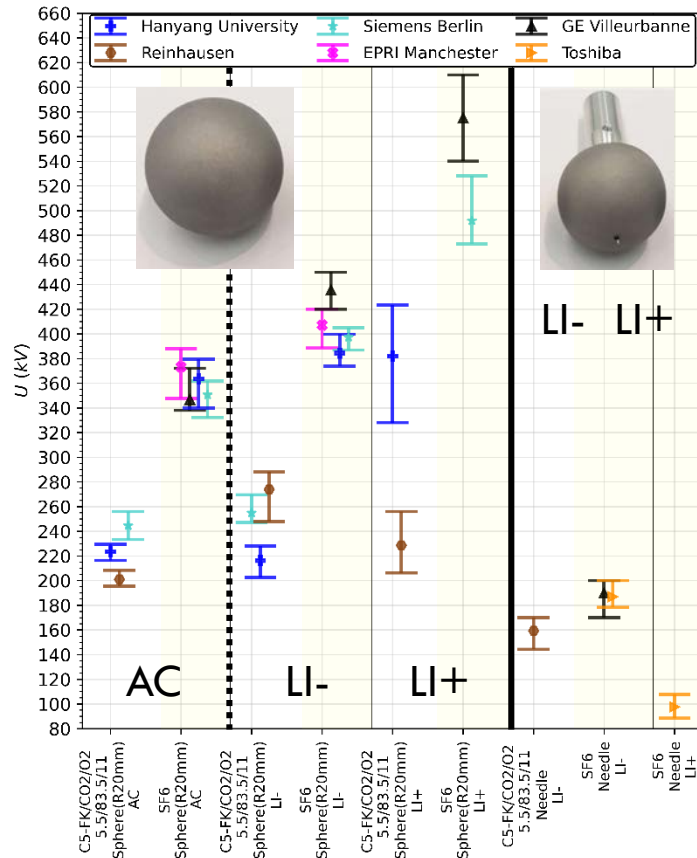 Hanyang University
Siemens Berlin
GE Villeurbanne
Reinhausen
EPRI Manchester
Toshiba
660
640
620
600
580
560
540
520
500
480
460
440
420
400
380
360
340
320
300
280
260
240
220
200
180
160
140
120
100
80
U (kV)
LI- LI+
AC
LI-
LI+
C5-FK/CO2/O2
5.5/83.5/11
Sphere(R20mm)
AC
SF6
Sphere(R20mm)
AC
C5-FK/CO2/O2
5.5/83.5/11
Sphere(R20mm)
LI-
SF6
Sphere(R20mm)
LI-
C5-FK/CO2/O2
5.5/83.5/11
Sphere(R20mm)
LI+
SF6
Sphere(R20mm)
LI+
C5-FK/CO2/O2
5.5/83.5/11
Needle
LI-
SF6
Needle
LI-
SF6
Needle
LI+